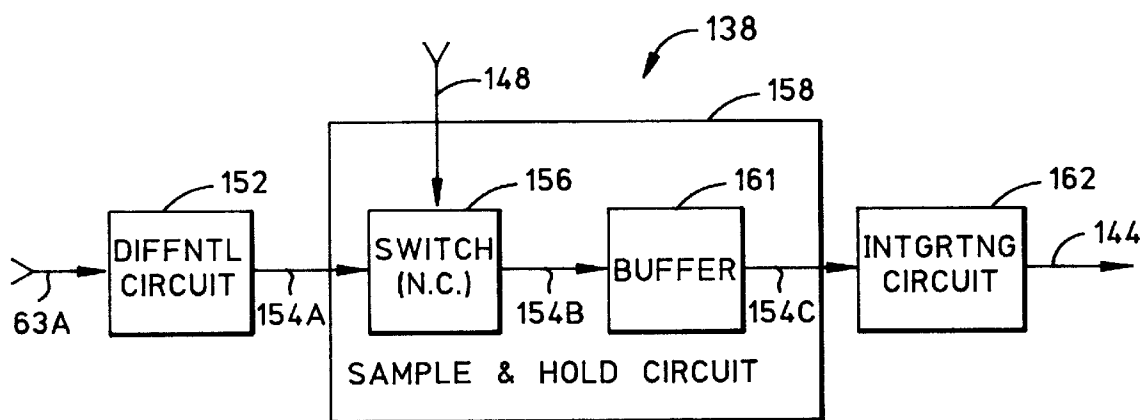 138
148
158
152
156
161
162
144
DIFFNTL
CIRCUIT
SWITCH
(N.C.)
BUFFER
INTGRTNG
CIRCUIT
63A
154A
154B
154C
SAMPLE & HOLD CIRCUIT